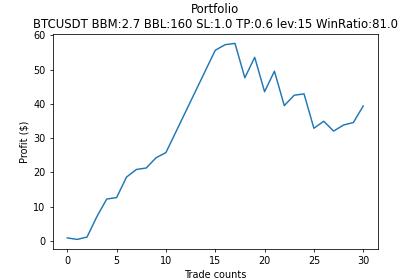 Portfolio
BTCUSDT BBM:2.7 BBL:160 SL:1.0 TP:0.6 lev:15 WinRatio:81.0
60
50
40
30
20
10
0
Profit ($)
0 5 10 15 20 25 30
Trade counts